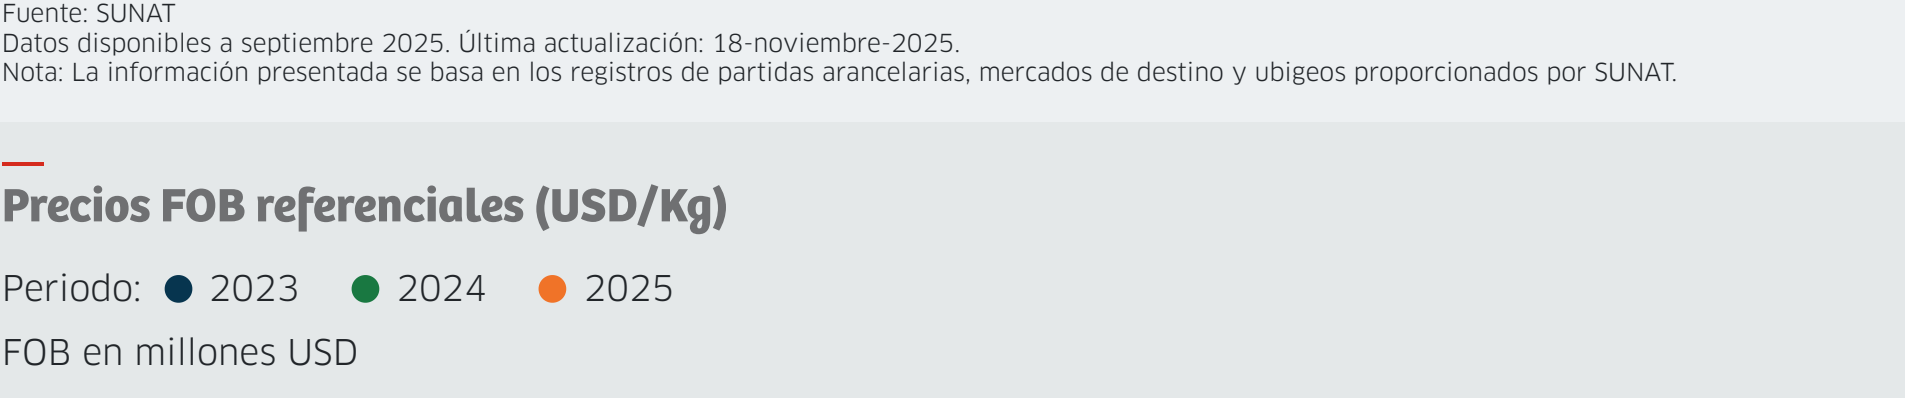 Fuente: SUNAT
Datos disponibles a septiembre 2025. Última actualización: 18-noviembre-2025.
Nota: La información presentada se basa en los registros de partidas arancelarias, mercados de destino y ubigeos proporcionados por SUNAT.
Precios FOB referenciales (USD/Kg)
Periodo: 2023 2024 2025
FOB en millones USD